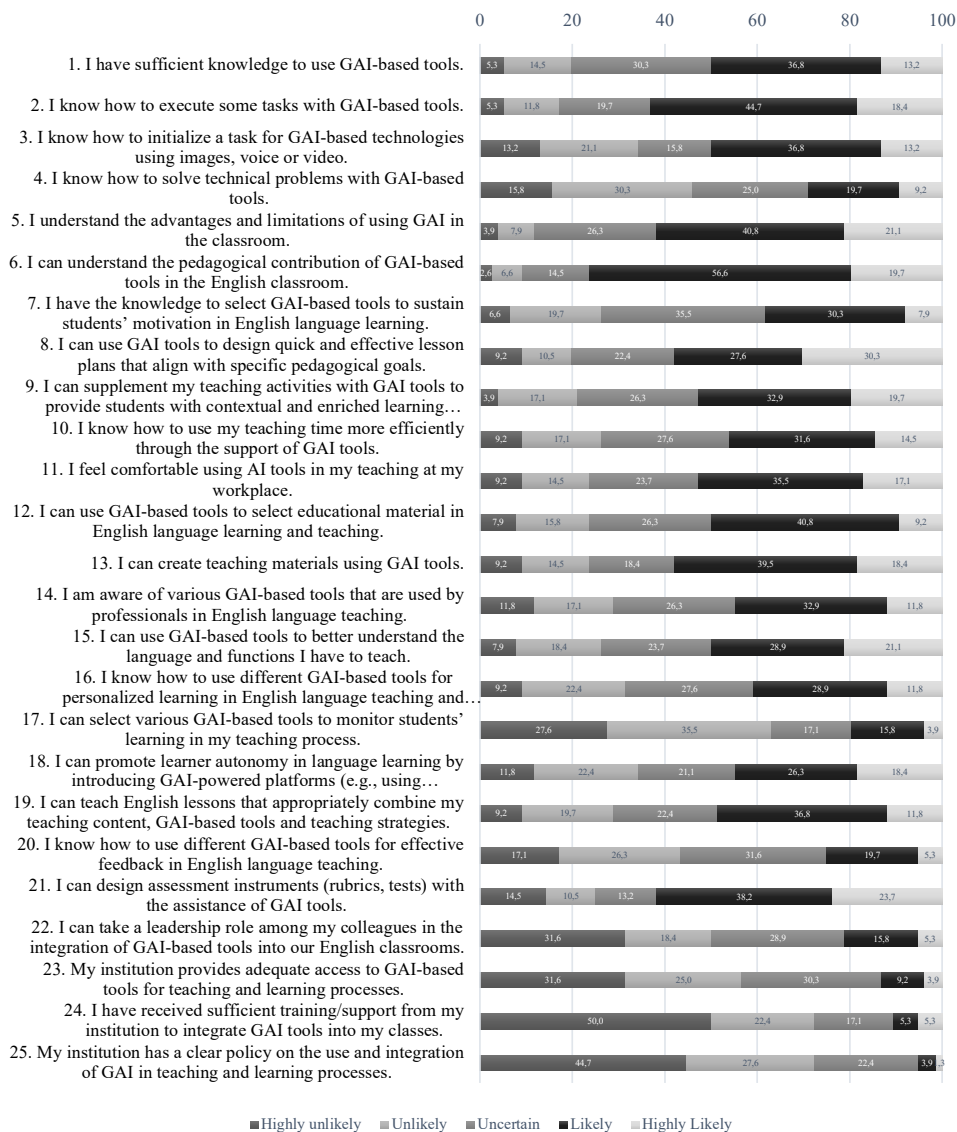 0 20 40 60 80 100
1. I have sufficient knowledge to use GAI-based tools.
5,3 14,5 30,3 36,8 13,2
2. I know how to execute some tasks with GAI-based tools.
5,3 11,8 19,7 44,7 18,4
3. I know how to initialize a task for GAI-based technologies
using images, voice or video.
13,2 21,1 15,8 36,8 13,2
4. I know how to solve technical problems with GAI-based
tools.
15,8 30,3 25,0 19,7 9,2
5. I understand the advantages and limitations of using GAI in
the classroom.
3,9 7,9 26,3 40,8 21,1
6. I can understand the pedagogical contribution of GAI-based
tools in the English classroom.
2,6 6,6 14,5 56,6 19,7
7. I have the knowledge to select GAI-based tools to sustain
students’ motivation in English language learning.
6,6 19,7 35,5 30,3 7,9
8. I can use GAI tools to design quick and effective lesson
plans that align with specific pedagogical goals.
9,2 10,5 22,4 27,6 30,3
9. I can supplement my teaching activities with GAI tools to
provide students with contextual and enriched learning…
3,9 17,1 26,3 32,9 19,7
10. I know how to use my teaching time more efficiently
through the support of GAI tools.
9,2 17,1 27,6 31,6 14,5
11. I feel comfortable using AI tools in my teaching at my
workplace.
9,2 14,5 23,7 35,5 17,1
12. I can use GAI-based tools to select educational material in
English language learning and teaching.
7,9 15,8 26,3 40,8 9,2
13. I can create teaching materials using GAI tools.
9,2 14,5 18,4 39,5 18,4
14. I am aware of various GAI-based tools that are used by
professionals in English language teaching.
11,8 17,1 26,3 32,9 11,8
15. I can use GAI-based tools to better understand the
language and functions I have to teach.
7,9 18,4 23,7 28,9 21,1
16. I know how to use different GAI-based tools for
personalized learning in English language teaching and…
9,2 22,4 27,6 28,9 11,8
17. I can select various GAI-based tools to monitor students’
learning in my teaching process.
27,6 35,5 17,1 15,8 3,9
18. I can promote learner autonomy in language learning by
introducing GAI-powered platforms (e.g., using…
11,8 22,4 21,1 26,3 18,4
19. I can teach English lessons that appropriately combine my
teaching content, GAI-based tools and teaching strategies.
9,2 19,7 22,4 36,8 11,8
20. I know how to use different GAI-based tools for effective
feedback in English language teaching.
17,1 26,3 31,6 19,7 5,3
21. I can design assessment instruments (rubrics, tests) with
the assistance of GAI tools.
14,5 10,5 13,2 38,2 23,7
22. I can take a leadership role among my colleagues in the
integration of GAI-based tools into our English classrooms.
31,6 18,4 28,9 15,8 5,3
23. My institution provides adequate access to GAI-based
tools for teaching and learning processes.
31,6 25,0 30,3 9,2 3,9
24. I have received sufficient training/support from my
institution to integrate GAI tools into my classes.
50,0 22,4 17,1 5,3 5,3
25. My institution has a clear policy on the use and integration
of GAI in teaching and learning processes.
44,7 27,6 22,4 3,9
Highly unlikely Unlikely Uncertain Likely Highly Likely